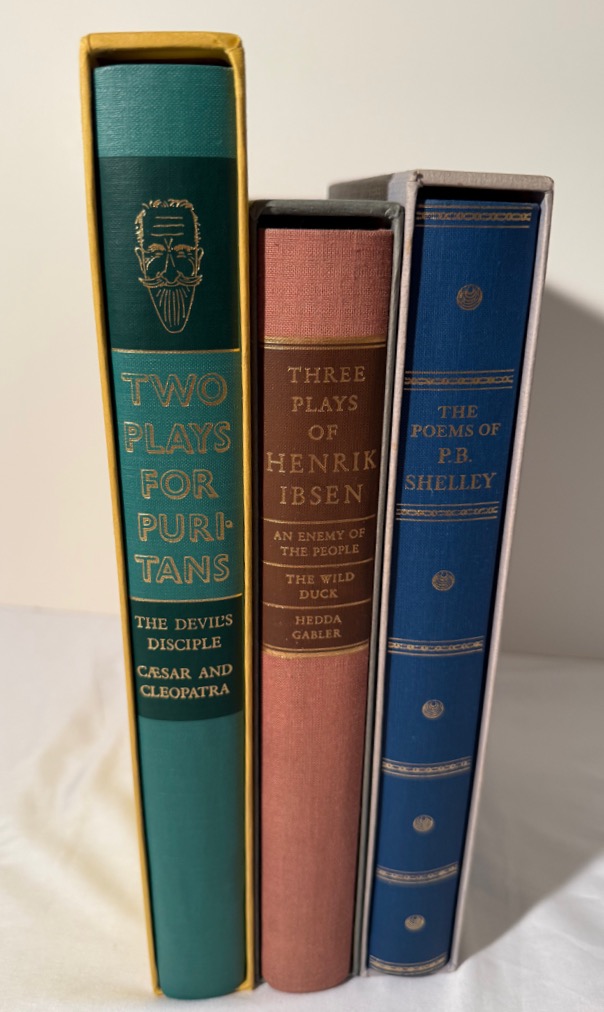 TWO
PLAYS
FOR
PURI-
TANS
THE DEVIL'S
DISCIPLE
CÆSAR AND
CLEOPATRA
THREE
PLAYS
OF
HENRIK
IBSEN
AN ENEMY OF
THE PEOPLE
THE WILD
DUCK
HEDDA
GABLER
THE
POEMS OF
P.B.
SHELLEY